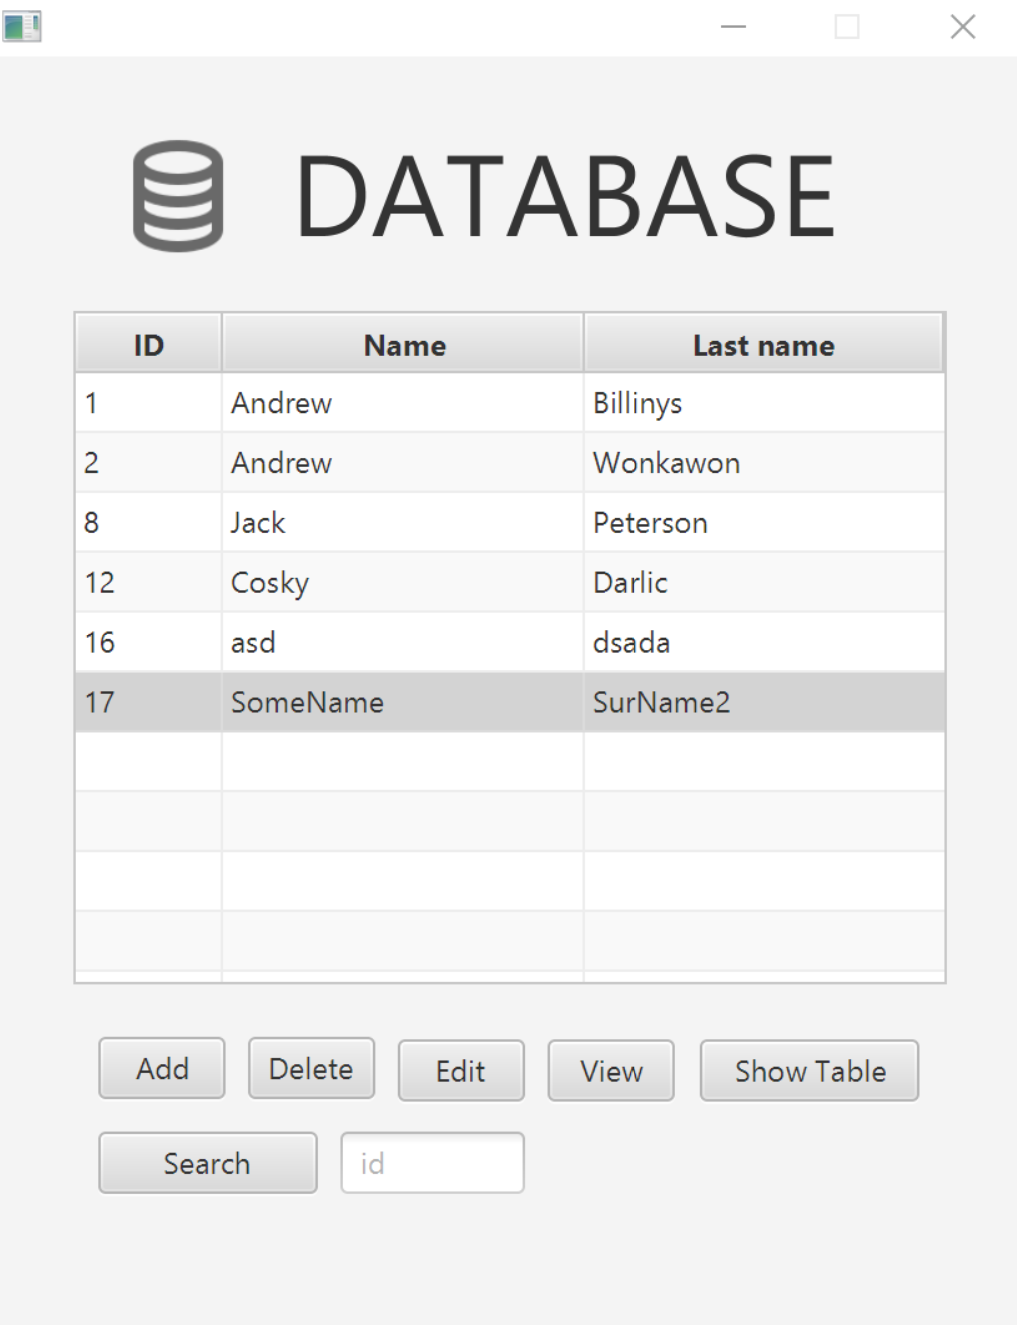 DATABASE
ID Name Last name
1 Andrew Billinys
2 Andrew Wonkawon
8 Jack Peterson
12 Cosky Darlic
16 asd dsada
17 SomeName SurName2
Add Delete Edit View Show Table
Search id